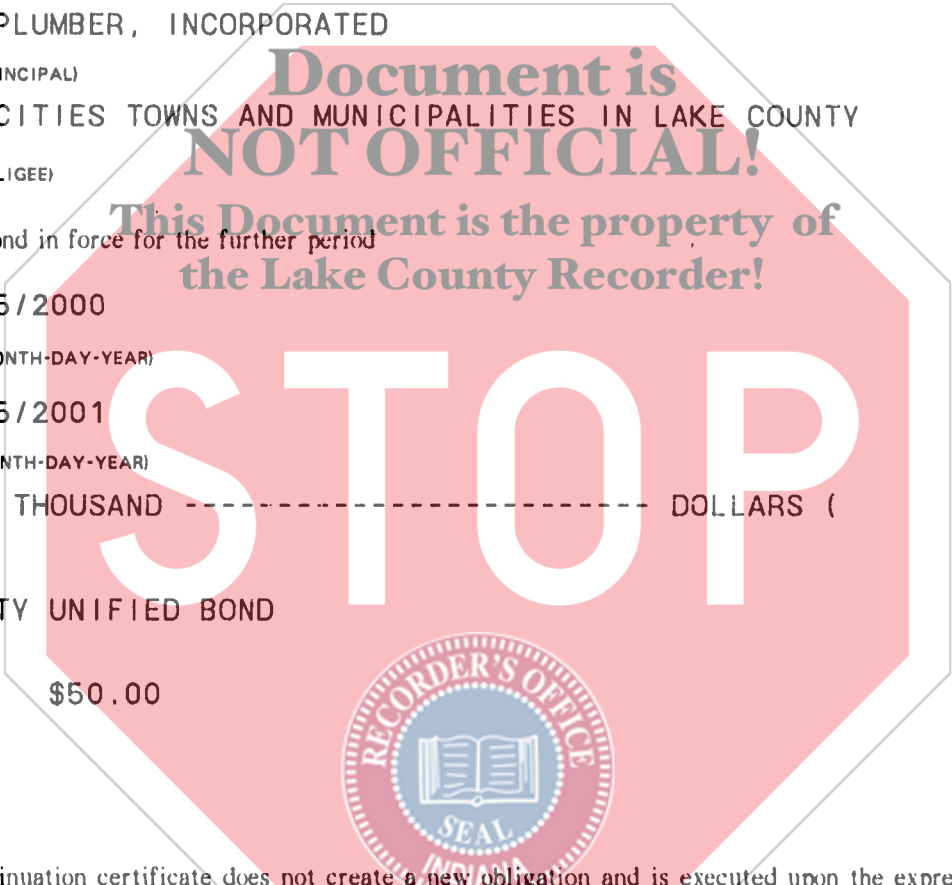 PLUMBER, INCORPORATED
INCIPAL)
Document is
CITIES TOWNS AND MUNICIPALITIES IN LAKE COUNTY
NOT OFFICIAL!
LIGEE)
This Document is the property of
ond in force for the further period
the Lake County Recorder!
5/2000
ONTH-DAY-YEAR)
STOP
5/2001
NTH-DAY-YEAR)
THOUSAND -------------------------- DOLLARS (
TY UNIFIED BOND
RECORDER'S OFFICE
$50.00
SEAL
INDIANA
inuation certificate does not create a new obligation and is executed upon the expre